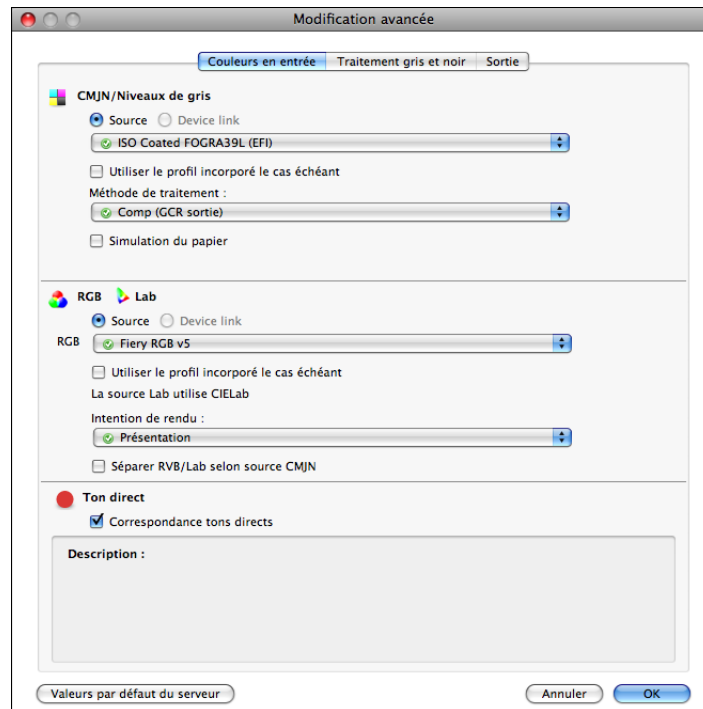 Modification avancée
Couleurs en entrée Traitement gris et noir Sortie
CMJN/Niveaux de gris
Source Device link
ISO Coated FOGRA39L (EFI)
Utiliser le profil incorporé le cas échéant
Méthode de traitement :
Comp (GCR sortie)
Simulation du papier
RGB Lab
Source Device link
RGB Fiery RGB v5
Utiliser le profil incorporé le cas échéant
La source Lab utilise CIELab
Intention de rendu :
Présentation
Séparer RVB/Lab selon source CMJN
Ton direct
Correspondance tons directs
Description :
Valeurs par défaut du serveur Annuler OK